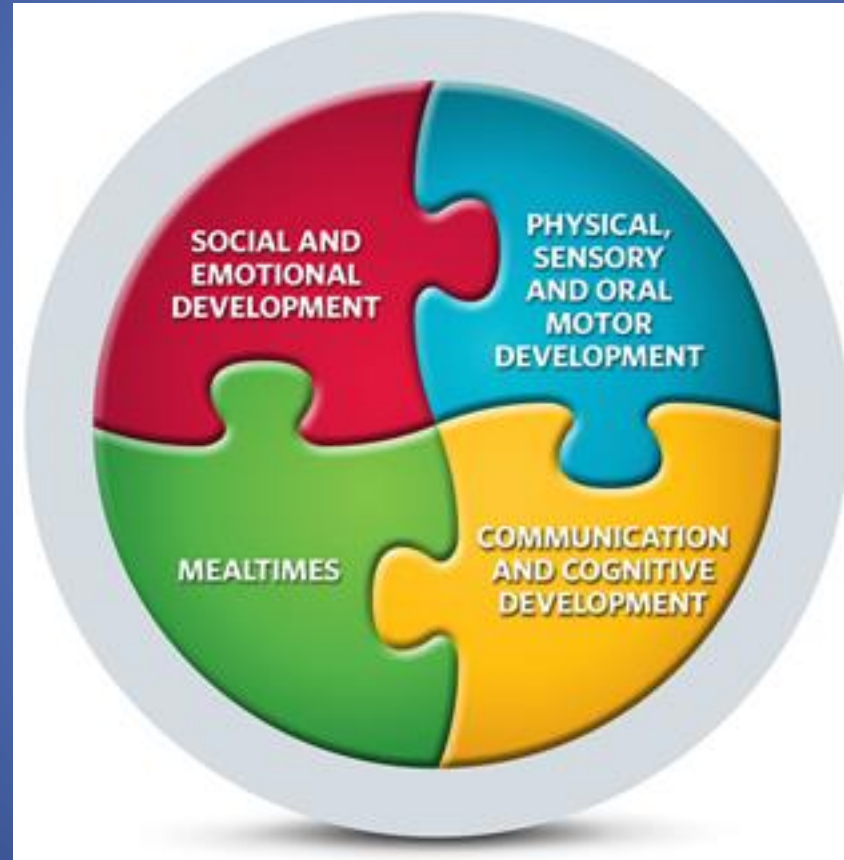 SOCIAL AND
EMOTIONAL
DEVELOPMENT
PHYSICAL,
SENSORY
AND ORAL
MOTOR
DEVELOPMENT
MEALTIMES
COMMUNICATION
AND COGNITIVE
DEVELOPMENT